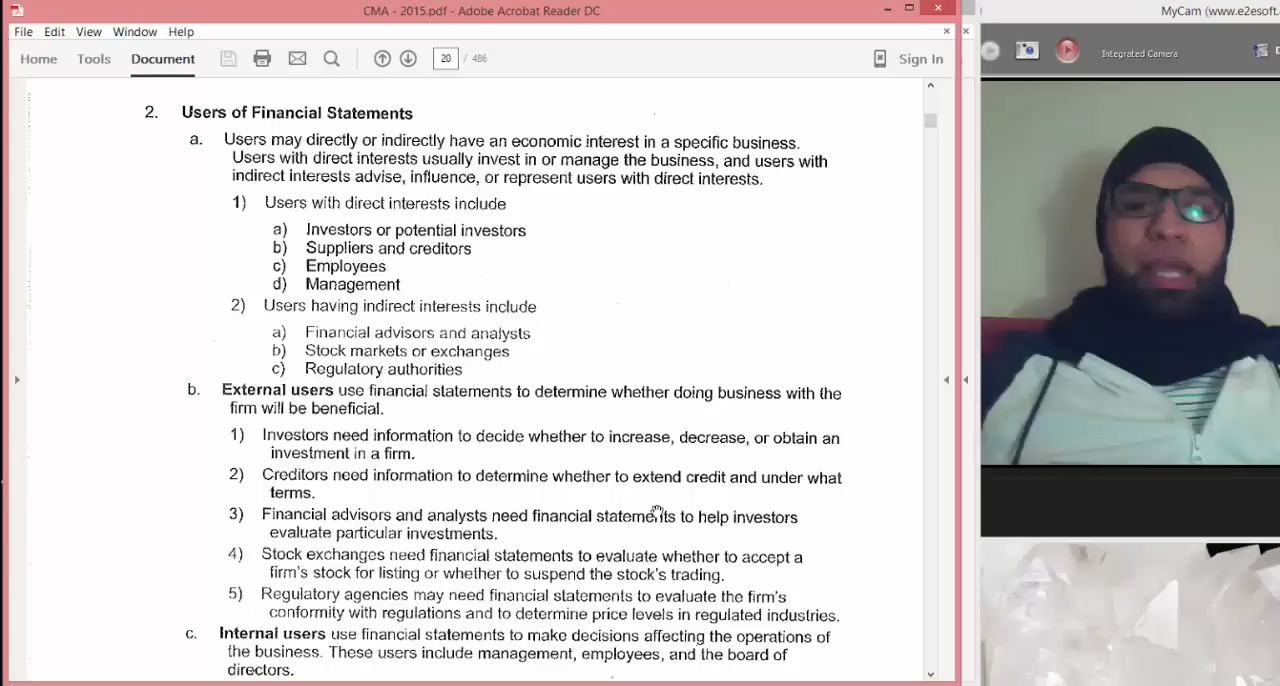 CMA - 2015.pdf - Adobe Acrobat Reader DC
File Edit View Window Help
Home Tools Document 20 / 486 Sign In
2. Users of Financial Statements
a. Users may directly or indirectly have an economic interest in a specific business.
Users with direct interests usually invest in or manage the business, and users with
indirect interests advise, influence, or represent users with direct interests.
1) Users with direct interests include
a) Investors or potential investors
b) Suppliers and creditors
c) Employees
d) Management
2) Users having indirect interests include
a) Financial advisors and analysts
b) Stock markets or exchanges
c) Regulatory authorities
b. External users use financial statements to determine whether doing business with the
firm will be beneficial.
1) Investors need information to decide whether to increase, decrease, or obtain an
investment in a firm.
2) Creditors need information to determine whether to extend credit and under what
terms.
3) Financial advisors and analysts need financial statements to help investors
evaluate particular investments.
4) Stock exchanges need financial statements to evaluate whether to accept a
firm's stock for listing or whether to suspend the stock's trading.
5) Regulatory agencies may need financial statements to evaluate the firm's
conformity with regulations and to determine price levels in regulated industries.
c. Internal users use financial statements to make decisions affecting the operations of
the business. These users include management, employees, and the board of
directors.
MyCam (www.e2esoft.
Integrated Camera